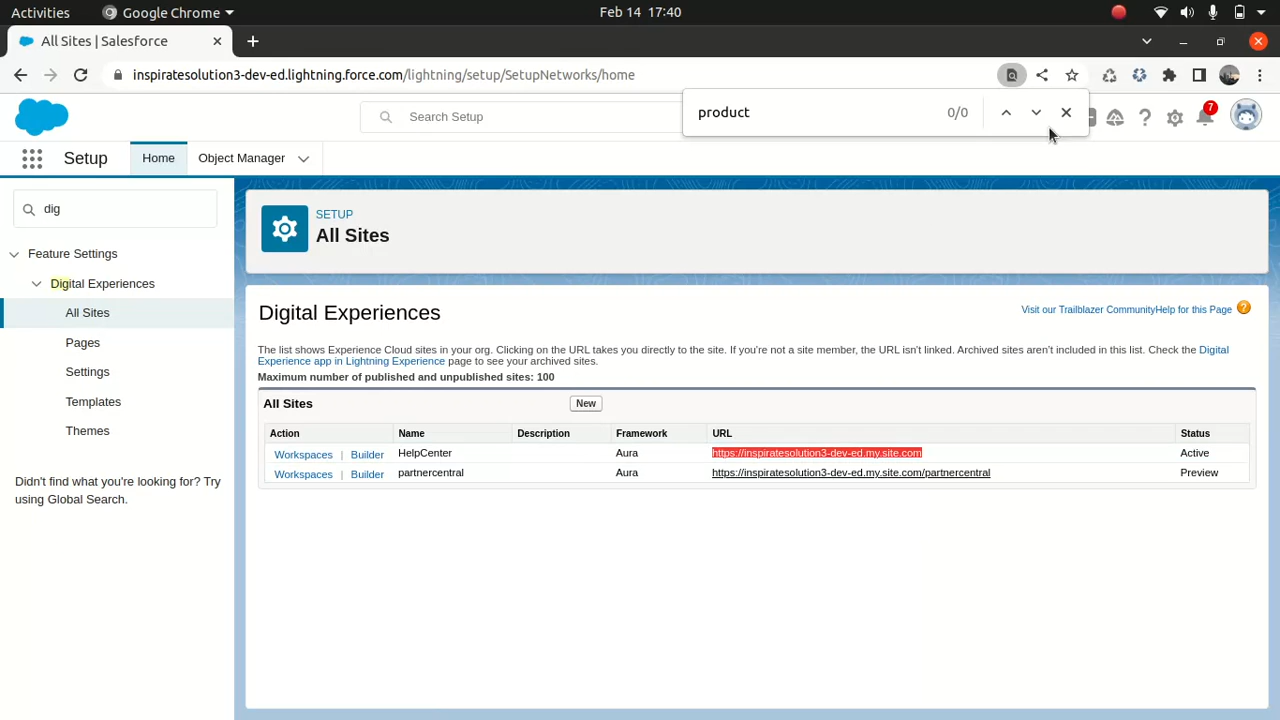 Activities
Google Chrome
Feb 14 17:40
All Sites | Salesforce
inspiratesolution3-dev-ed.lightning.force.com/lightning/setup/SetupNetworks/home
product
0/0
Search Setup
7
Setup
Home
Object Manager
dig
Feature Settings
Digital Experiences
All Sites
Pages
Settings
Templates
Themes
Didn't find what you're looking for? Try
using Global Search.
SETUP
All Sites
Digital Experiences
Visit our Trailblazer Community
Help for this Page
The list shows Experience Cloud sites in your org. Clicking on the URL takes you directly to the site. If you're not a site member, the URL isn't linked. Archived sites aren't included in this list. Check the Digital
Experience app in Lightning Experience page to see your archived sites.
Maximum number of published and unpublished sites: 100
All Sites
New
Action Name Description Framework URL Status
Workspaces | Builder HelpCenter Aura https://inspiratesolution3-dev-ed.my.site.com Active
Workspaces | Builder partnercentral Aura https://inspiratesolution3-dev-ed.my.site.com/partnercentral Preview